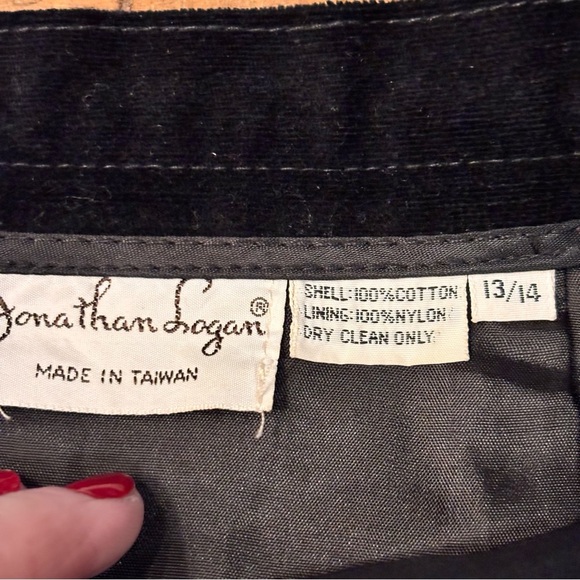 Jonathan Logan®
MADE IN TAIWAN
SHELL:100%COTTON
LINING:100%NYLON
DRY CLEAN ONLY
13/14